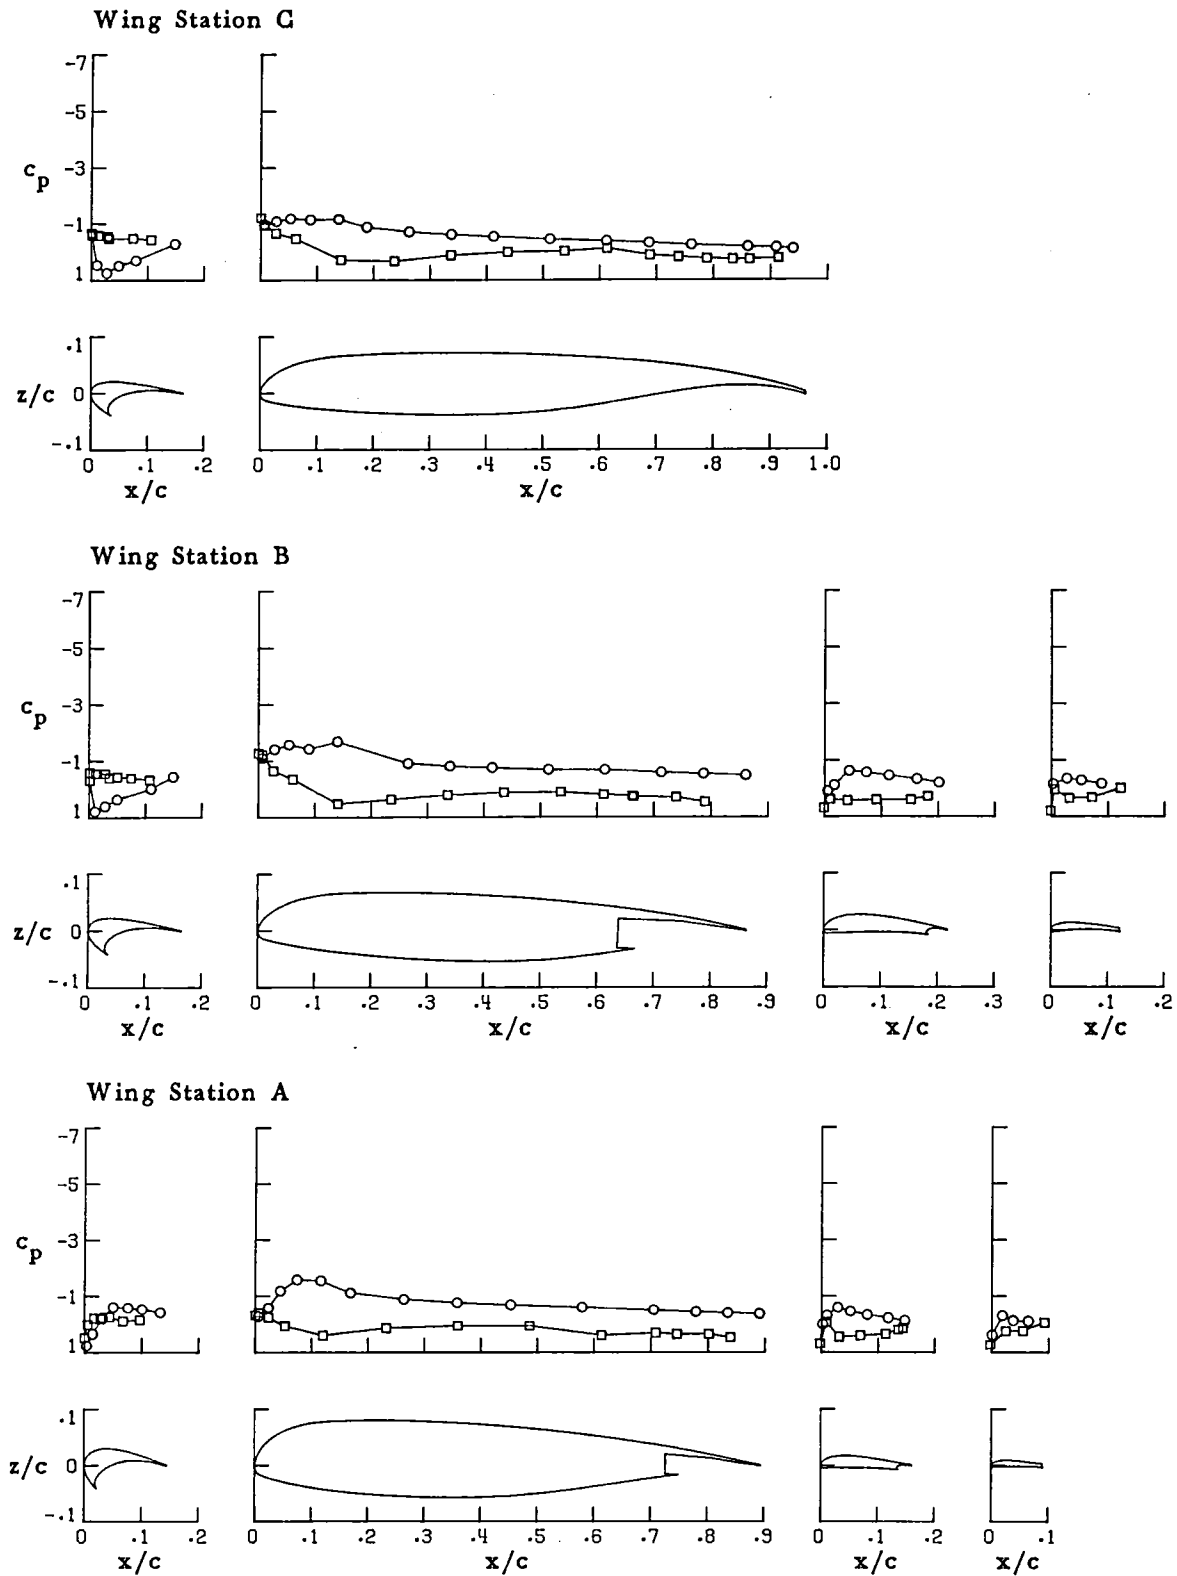 Wing Station C
-7
-5
-3
-1
1
c_p
.1
0
-.1
z/c
0 .1 .2
x/c
0 .1 .2 .3 .4 .5 .6 .7 .8 .9 1.0
x/c
Wing Station B
-7
-5
-3
-1
1
c_p
.1
0
-.1
z/c
0 .1 .2
x/c
0 .1 .2 .3 .4 .5 .6 .7 .8 .9
x/c
0 .1 .2 .3
x/c
0 .1 .2
x/c
Wing Station A
-7
-5
-3
-1
1
c_p
.1
0
-.1
z/c
0 .1 .2
x/c
0 .1 .2 .3 .4 .5 .6 .7 .8 .9
x/c
0 .1 .2
x/c
0 .1
x/c